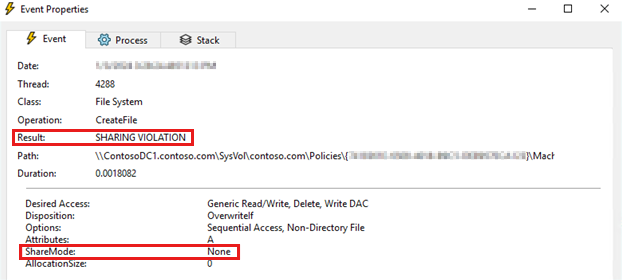 Event Properties
Event Process Stack
Date:
Thread: 4288
Class: File System
Operation: CreateFile
Result: SHARING VIOLATION
Path: \\ContosoDC1.contoso.com\SysVol\contoso.com\Policies\{ }\Mach
Duration: 0.0018082
Desired Access: Generic Read/Write, Delete, Write DAC
Disposition: OverwriteIf
Options: Sequential Access, Non-Directory File
Attributes: A
ShareMode: None
AllocationSize: 0